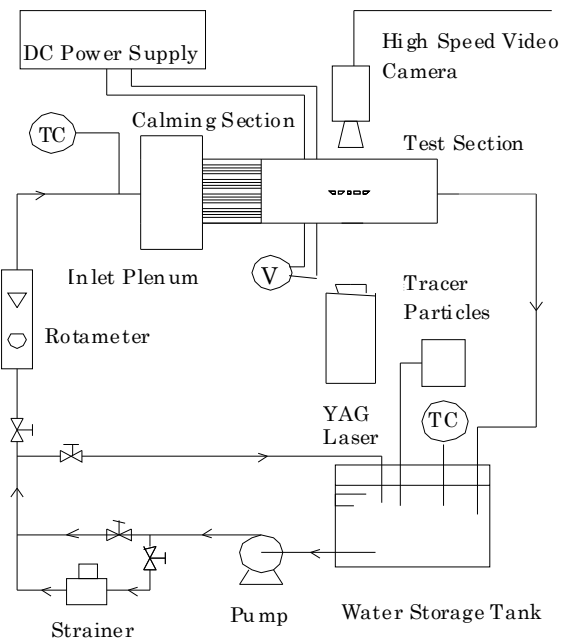 DC Power Supply
High Speed Video
Camera
Calming Section
TC
Test Section
Inlet Plenum
V
Tracer
Particles
Rotameter
YAG
Laser
TC
Pump
Water Storage Tank
Strainer